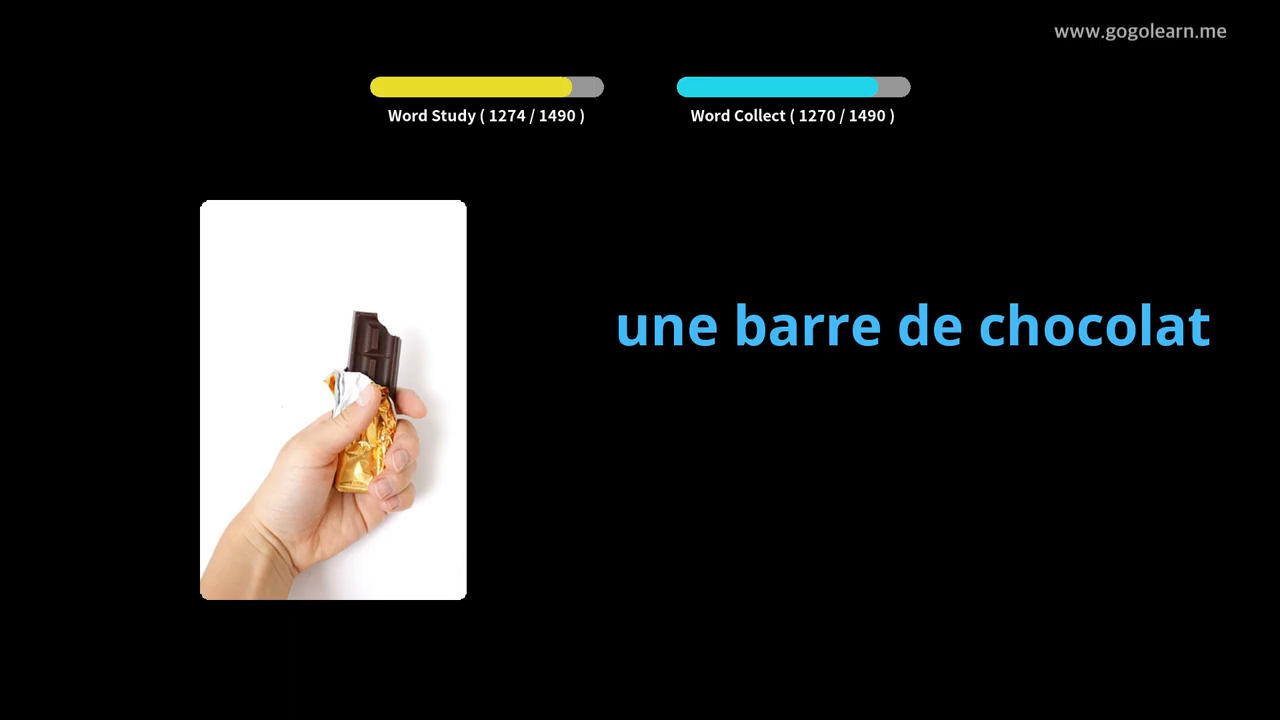 www.gogolearn.me
Word Study ( 1274 / 1490 )
Word Collect ( 1270 / 1490 )
une barre de chocolat